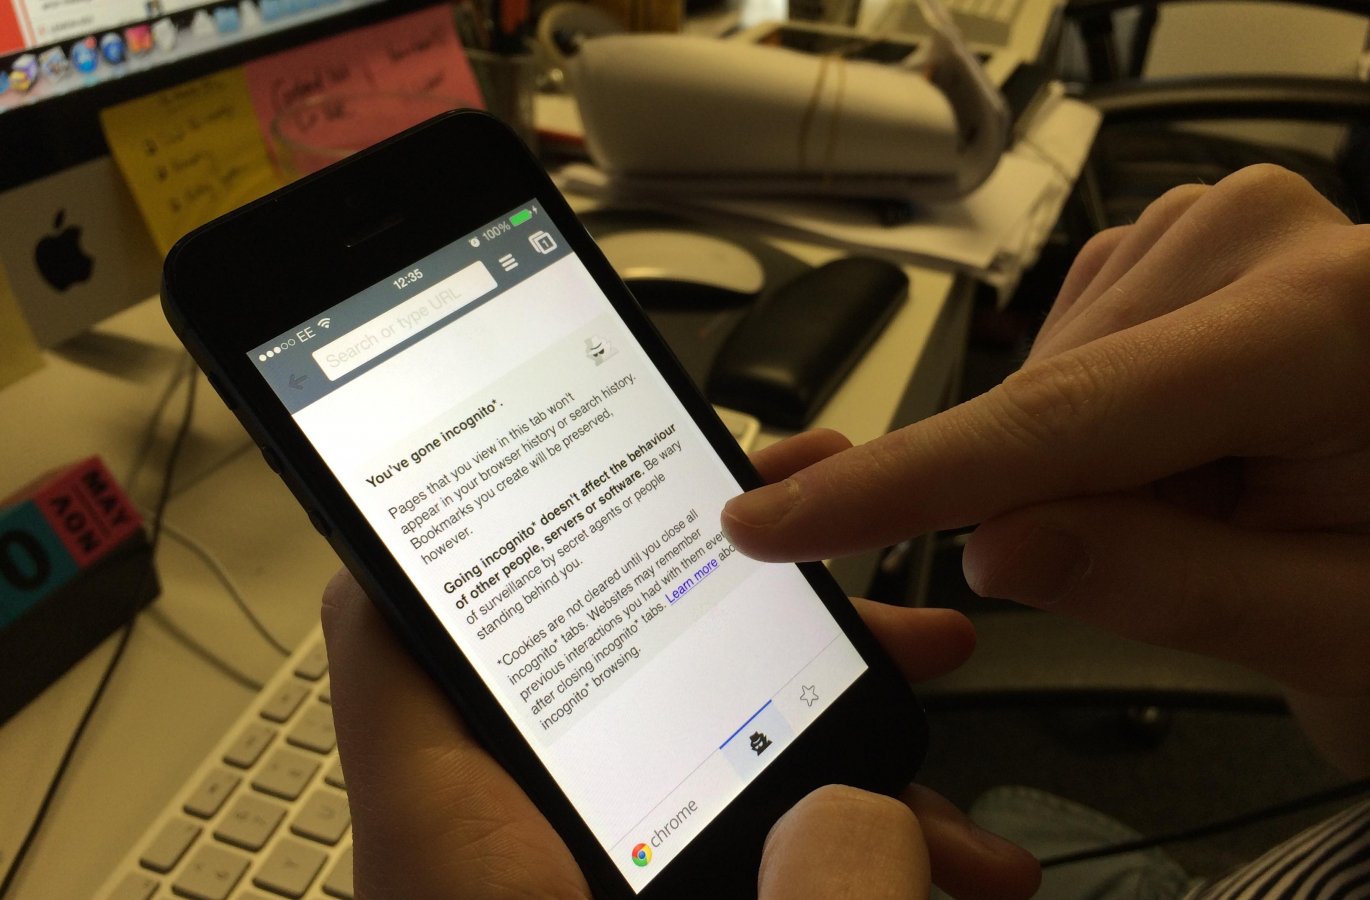 EE 12:35 100%
Search or type URL
1
You've gone incognito*.
Pages that you view in this tab won't
appear in your browser history or search history.
Bookmarks you create will be preserved,
however.
Going incognito* doesn't affect the behaviour
of other people, servers or software. Be wary
of surveillance by secret agents or people
standing behind you.
*Cookies are not cleared until you close all
incognito* tabs. Websites may remember
previous interactions you had with them even
after closing incognito* tabs. Learn more
incognito* browsing.
chrome
MAY
NOV
0